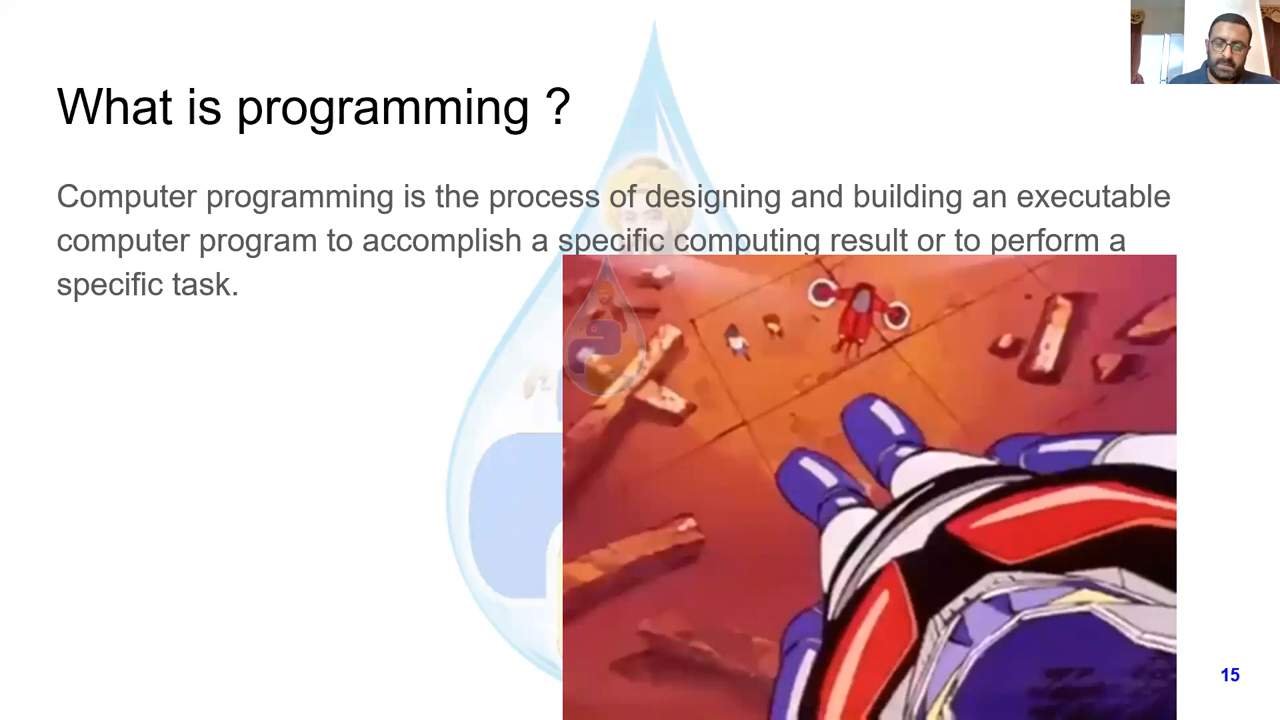 What is programming ?
Computer programming is the process of designing and building an executable
computer program to accomplish a specific computing result or to perform a
specific task.
15